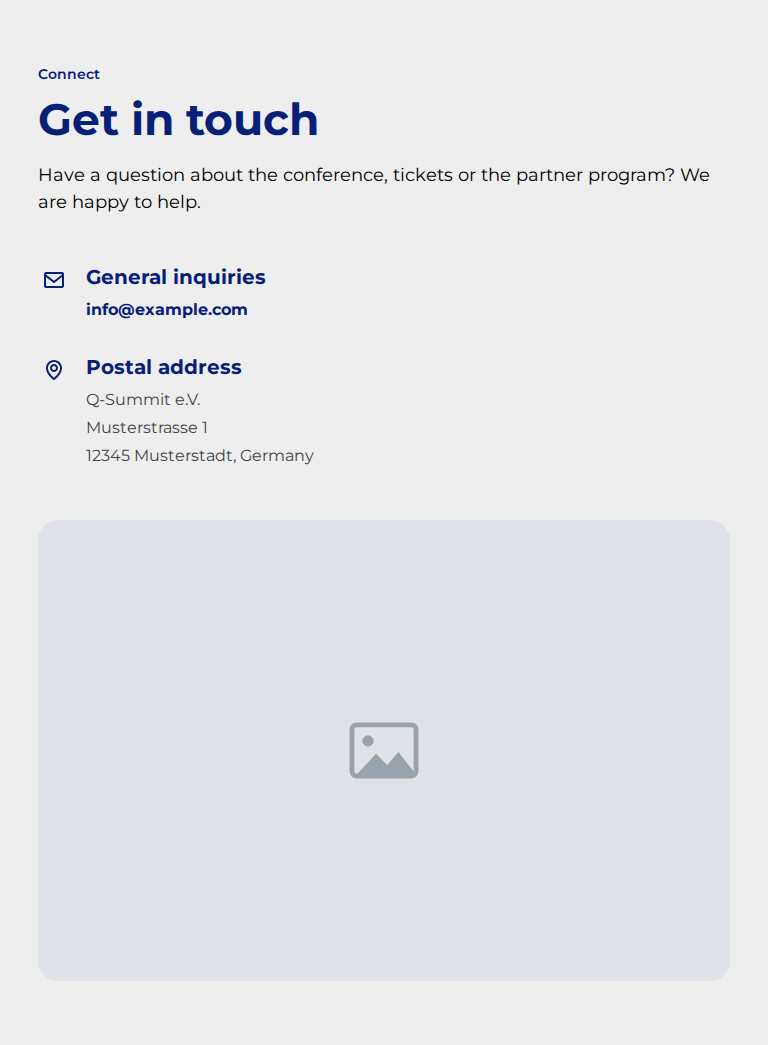 Connect
Get in touch
Have a question about the conference, tickets or the partner program? We
are happy to help.
General inquiries
info@example.com
Postal address
Q-Summit e.V.
Musterstrasse 1
12345 Musterstadt, Germany